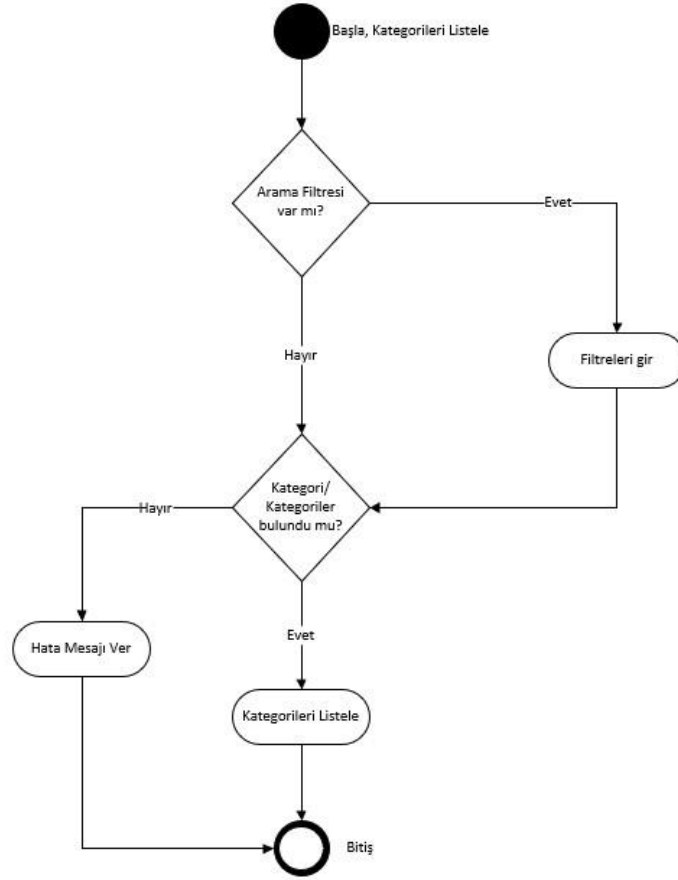 Başla, Kategorileri Listele
Arama Filtresi
var mı?
Evet
Hayır
Filtreleri gir
Kategori/
Kategoriler
bulundu mu?
Hayır
Evet
Hata Mesajı Ver
Kategorileri Listele
Bitiş